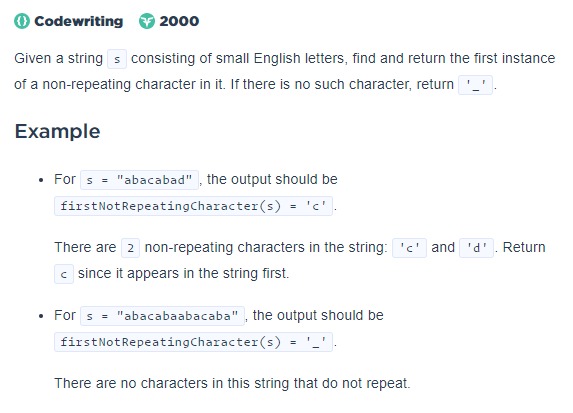 Codewriting 2000
Given a string s consisting of small English letters, find and return the first instance
of a non-repeating character in it. If there is no such character, return '_'.
Example
• For s = "abacabad", the output should be
firstNotRepeatingCharacter(s) = 'c'.
There are 2 non-repeating characters in the string: 'c' and 'd'. Return
c since it appears in the string first.
• For s = "abacabaabacaba", the output should be
firstNotRepeatingCharacter(s) = '_'.
There are no characters in this string that do not repeat.